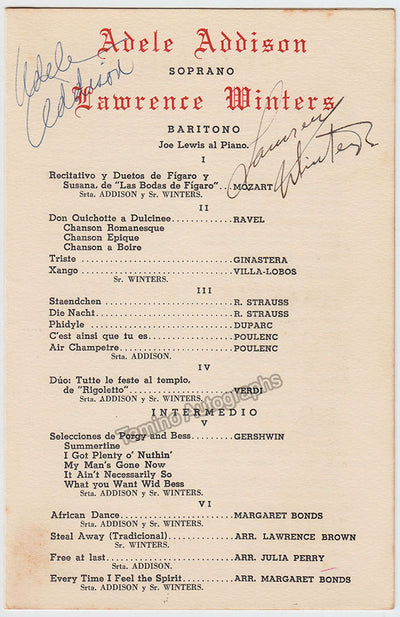 Adele Addison
Adele
Addison
SOPRANO
Lawrence Winters
Lawrence
Winters
BARITONO
Joe Lewis al Piano.
I
Recitativo y Duetos de Fígaro y
Susana, de "Las Bodas de Fígaro"...MOZART
Srta. ADDISON y Sr. WINTERS.
II
Don Quichotte a Dulcinee................RAVEL
Chanson Romanesque
Chanson Epique
Chanson a Boire
Triste........................................GINASTERA
Xango........................................VILLA-LOBOS
Sr. WINTERS.
III
Staendchen................................R. STRAUSS
Die Nacht...................................R. STRAUSS
Phidyle......................................DUPARC
C'est ainsi que tu es.....................POULENC
Air Champetre.............................POULENC
Srta. ADDISON.
IV
Dúo: Tutte le feste al templo,
de "Rigoletto"............................VERDI
Srta. ADDISON y Sr. WINTERS.
Tamino Autographs
INTERMEDIO
V
Selecciones de Porgy and Bess.........GERSHWIN
Summertine
I Got Plenty o' Nuthin'
My Man's Gone Now
It Ain't Necessarily So
What you Want Wid Bess
Srta. ADDISON y Sr. WINTERS.
VI
African Dance..............................MARGARET BONDS
Steal Away (Tradicional)................ARR. LAWRENCE BROWN
Sr. WINTERS.
Free at last.................................ARR. JULIA PERRY
Srta. ADDISON.
Every Time I Feel the Spirit............ARR. MARGARET BONDS
Srta. ADDISON y Sr. WINTERS.